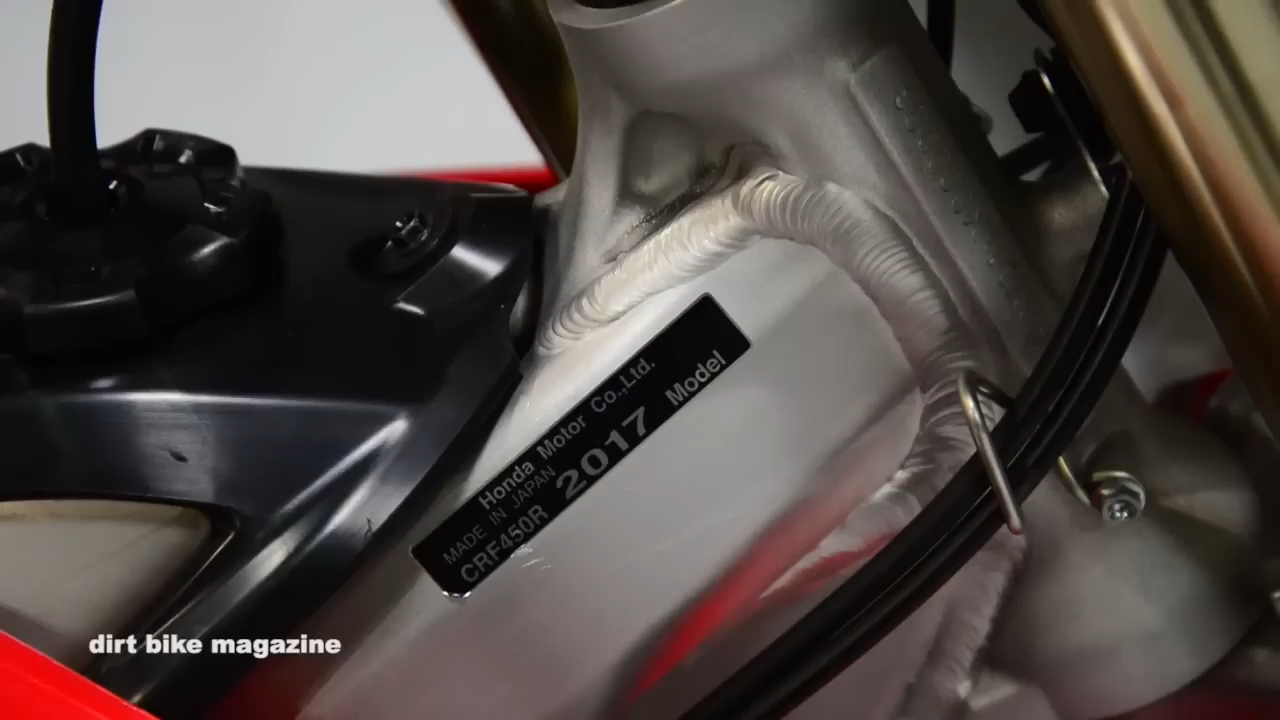 Honda Motor Co.,Ltd.
MADE IN JAPAN
CRF450R 2017 Model
dirt bike magazine